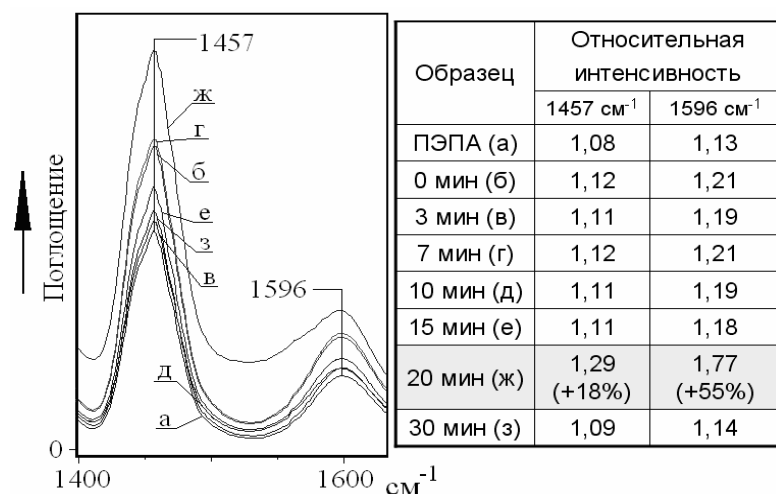 1457
ж
г
б
е
з
в
1596
д
а
Поглощение
0
1400
1600
см⁻¹
Образец
Относительная
интенсивность
1457 см⁻¹
1596 см⁻¹
ПЭПА (а)
1,08
1,13
0 мин (б)
1,12
1,21
3 мин (в)
1,11
1,19
7 мин (г)
1,12
1,21
10 мин (д)
1,11
1,19
15 мин (е)
1,11
1,18
20 мин (ж)
1,29
(+18%)
1,77
(+55%)
30 мин (з)
1,09
1,14